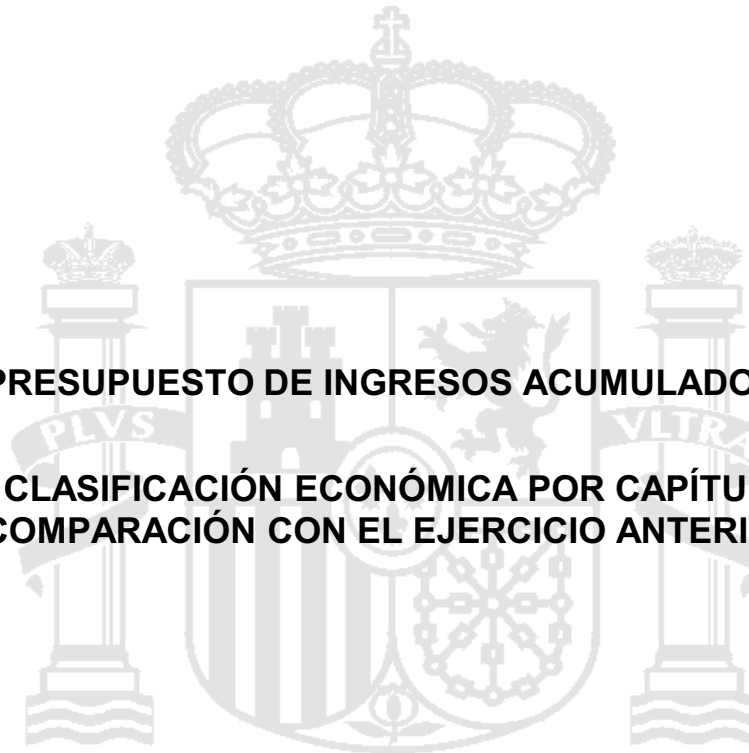 PRESUPUESTO DE INGRESOS ACUMULADO
CLASIFICACIÓN ECONÓMICA POR CAPÍTU
COMPARACIÓN CON EL EJERCICIO ANTERI
PLVS
VLTRA